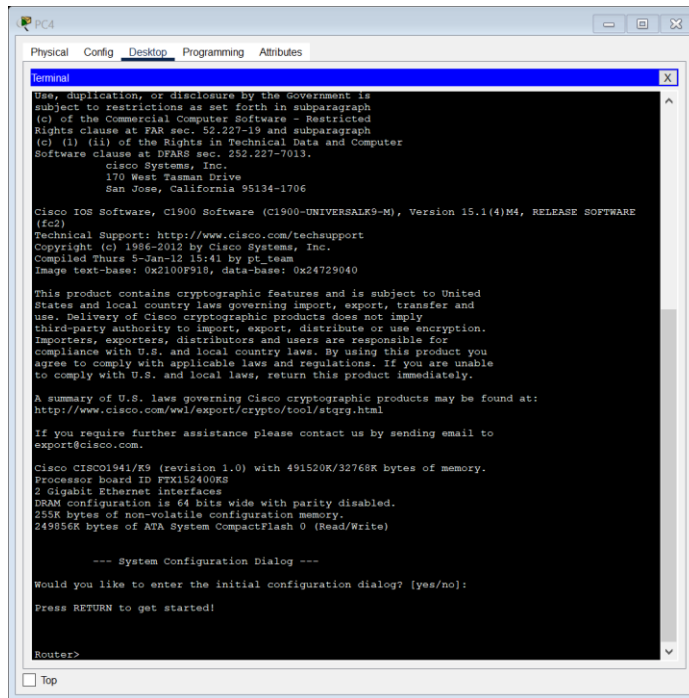 PC4
Physical Config Desktop Programming Attributes
Terminal X
Use, duplication, or disclosure by the Government is
subject to restrictions as set forth in subparagraph
(c) of the Commercial Computer Software - Restricted
Rights clause at FAR sec. 52.227-19 and subparagraph
(c) (1) (ii) of the Rights in Technical Data and Computer
Software clause at DFARS sec. 252.227-7013.
cisco Systems, Inc.
170 West Tasman Drive
San Jose, California 95134-1706
Cisco IOS Software, C1900 Software (C1900-UNIVERSALK9-M), Version 15.1(4)M4, RELEASE SOFTWARE
(fc2)
Technical Support: http://www.cisco.com/techsupport
Copyright (c) 1986-2012 by Cisco Systems, Inc.
Compiled Thurs 5-Jan-12 15:41 by pt_team
Image text-base: 0x2100F918, data-base: 0x24729040
This product contains cryptographic features and is subject to United
States and local country laws governing import, export, transfer and
use. Delivery of Cisco cryptographic products does not imply
third-party authority to import, export, distribute or use encryption.
Importers, exporters, distributors and users are responsible for
compliance with U.S. and local country laws. By using this product you
agree to comply with applicable laws and regulations. If you are unable
to comply with U.S. and local laws, return this product immediately.
A summary of U.S. laws governing Cisco cryptographic products may be found at:
http://www.cisco.com/wwl/export/crypto/tool/stqrg.html
If you require further assistance please contact us by sending email to
export@cisco.com.
Cisco CISCO1941/K9 (revision 1.0) with 491520K/32768K bytes of memory.
Processor board ID FTX152400KS
2 Gigabit Ethernet interfaces
DRAM configuration is 64 bits wide with parity disabled.
255K bytes of non-volatile configuration memory.
249856K bytes of ATA System CompactFlash 0 (Read/Write)
--- System Configuration Dialog ---
Would you like to enter the initial configuration dialog? [yes/no]:
Press RETURN to get started!
Router>
Top